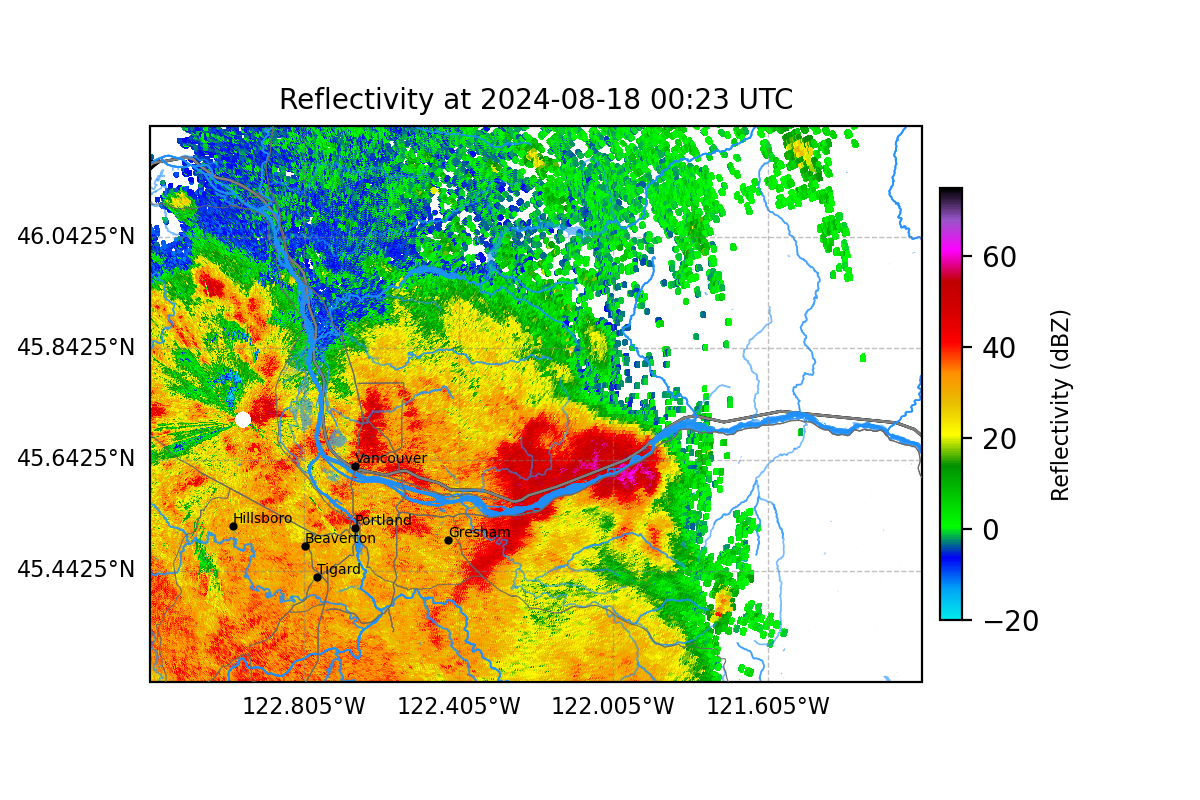 Reflectivity at 2024-08-18 00:23 UTC
46.0425°N
45.8425°N
45.6425°N
45.4425°N
122.805°W
122.405°W
122.005°W
121.605°W
Vancouver
Hillsboro
Portland
Beaverton
Gresham
Tigard
60
40
20
0
−20
Reflectivity (dBZ)